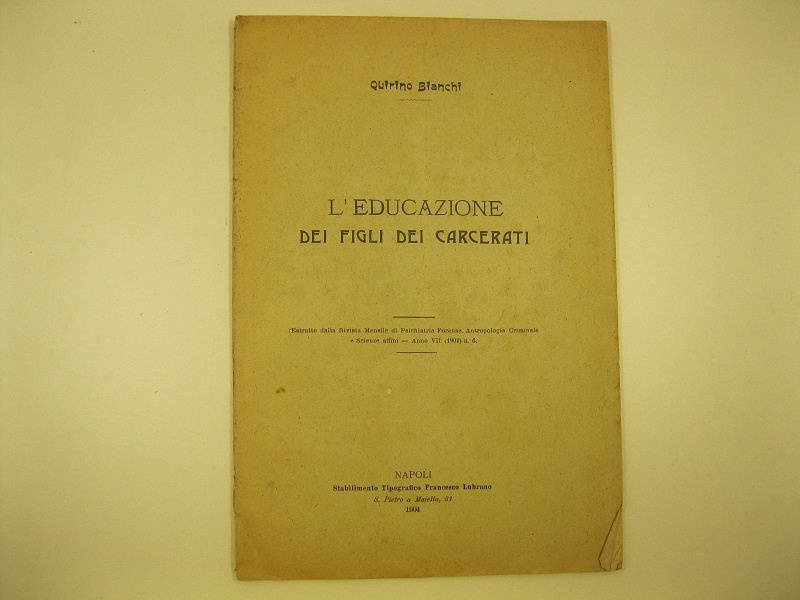 Quirino Bianchi
L'EDUCAZIONE
DEI FIGLI DEI CARCERATI
(Estratto dalla Rivista Mensile di Psichiatria Forense, Antropologia Criminale
e Scienze affini — Anno VII n. 6.
NAPOLI
Stabilimento Tipografico Francesco Lubrano
S. Pietro a Maiella, 31
1904